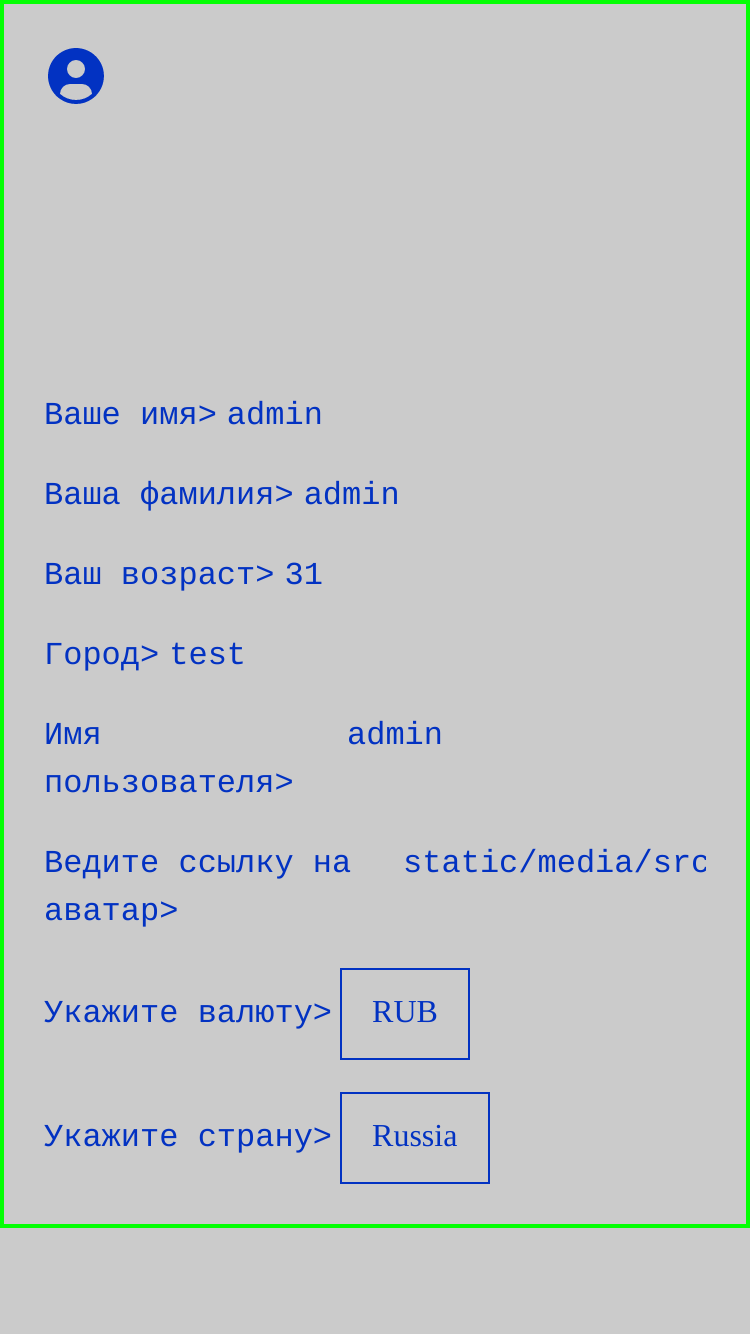 Ваше имя> admin
Ваша фамилия> admin
Ваш возраст> 31
Город> test
Имя admin
пользователя>
Ведите ссылку на static/media/src
аватар>
Укажите валюту> RUB
Укажите страну> Russia